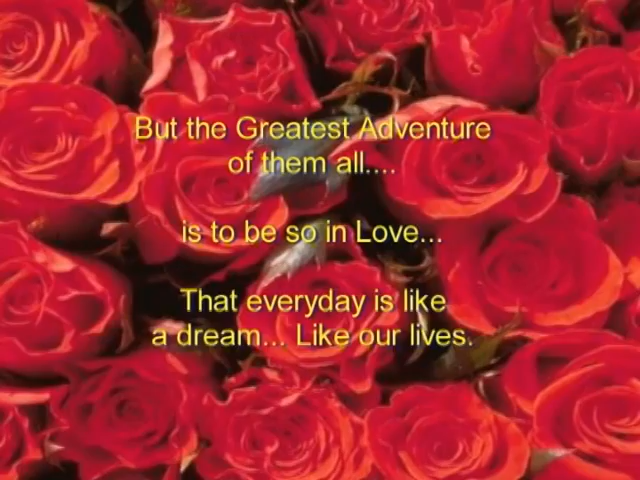 But the Greatest Adventure
of them all....
is to be so in Love...
That everyday is like
a dream... Like our lives.